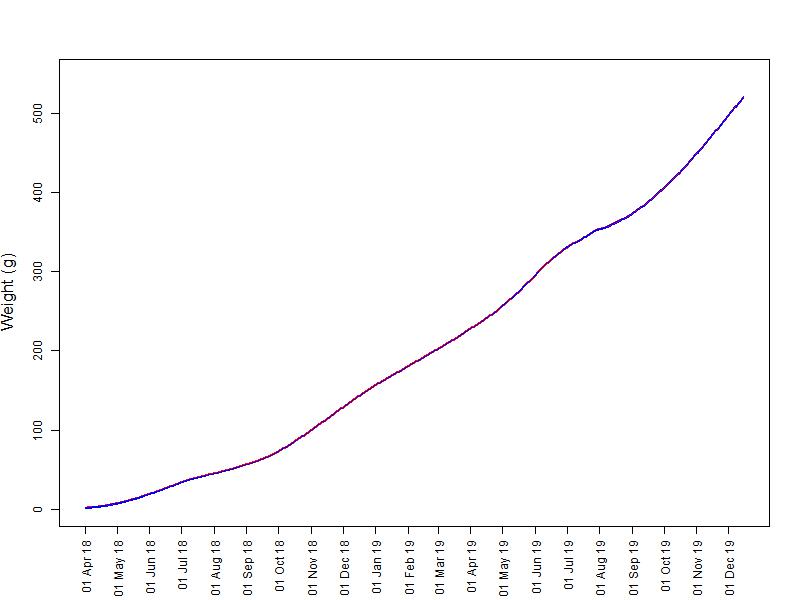 Weight (g)
500
400
300
200
100
0
01 Apr 18
01 May 18
01 Jun 18
01 Jul 18
01 Aug 18
01 Sep 18
01 Oct 18
01 Nov 18
01 Dec 18
01 Jan 19
01 Feb 19
01 Mar 19
01 Apr 19
01 May 19
01 Jun 19
01 Jul 19
01 Aug 19
01 Sep 19
01 Oct 19
01 Nov 19
01 Dec 19